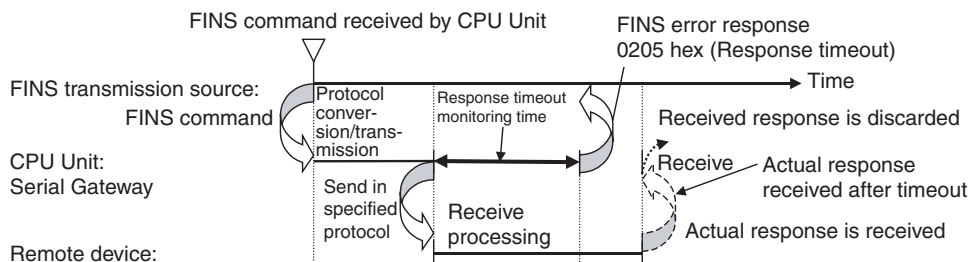 FINS command received by CPU Unit
FINS error response
0205 hex (Response timeout)
Time
FINS transmission source:
FINS command
Protocol
conver-
sion/trans-
mission
Response timeout
monitoring time
Received response is discarded
CPU Unit:
Serial Gateway
Receive
Actual response
received after timeout
Send in
specified
protocol
Receive
processing
Actual response is received
Remote device: